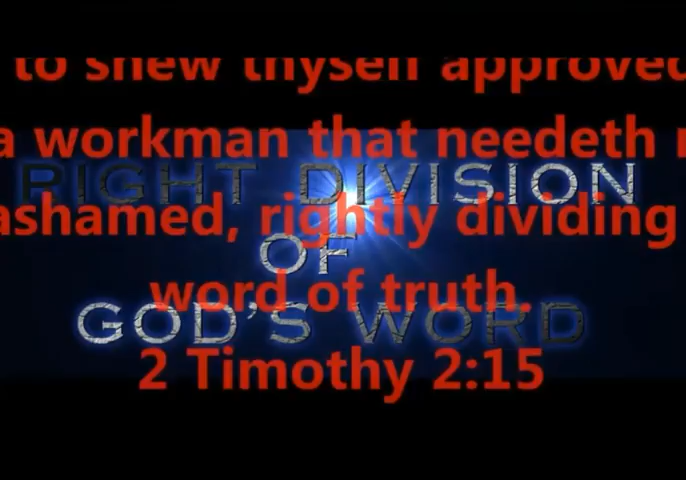 to shew thyself approved
a workman that needeth
RIGHT DIVISION
ashamed, rightly dividing
OF
word of truth.
GOD'S WORD
2 Timothy 2:15